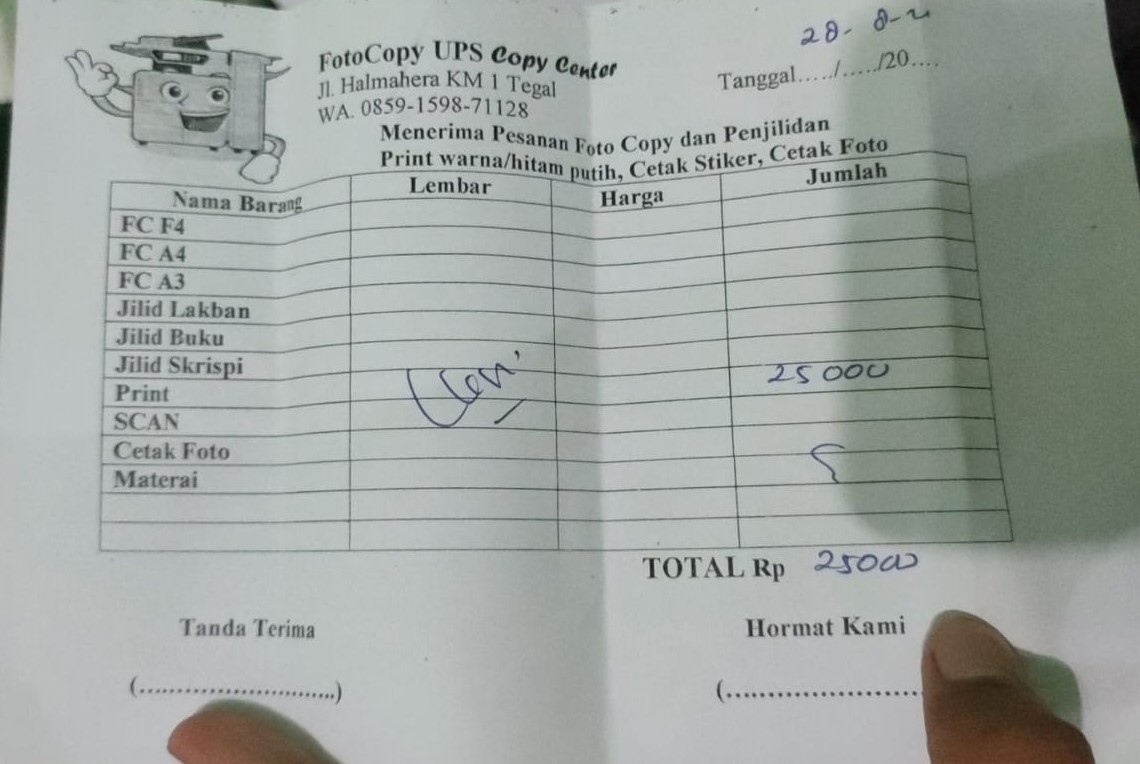 28-8-2
FotoCopy UPS Copy Center
Jl. Halmahera KM 1 Tegal
Tanggal...../...../20....
WA. 0859-1598-71128
Menerima Pesanan Foto Copy dan Penjilidan
Print warna/hitam putih, Cetak Stiker, Cetak Foto
Nama Barang Lembar Harga Jumlah
FC F4
FC A4
FC A3
Jilid Lakban
Jilid Buku
Jilid Skrispi 25000
Print
SCAN
Cetak Foto
Materai
TOTAL Rp 25000
Tanda Terima Hormat Kami
(............................) (............................